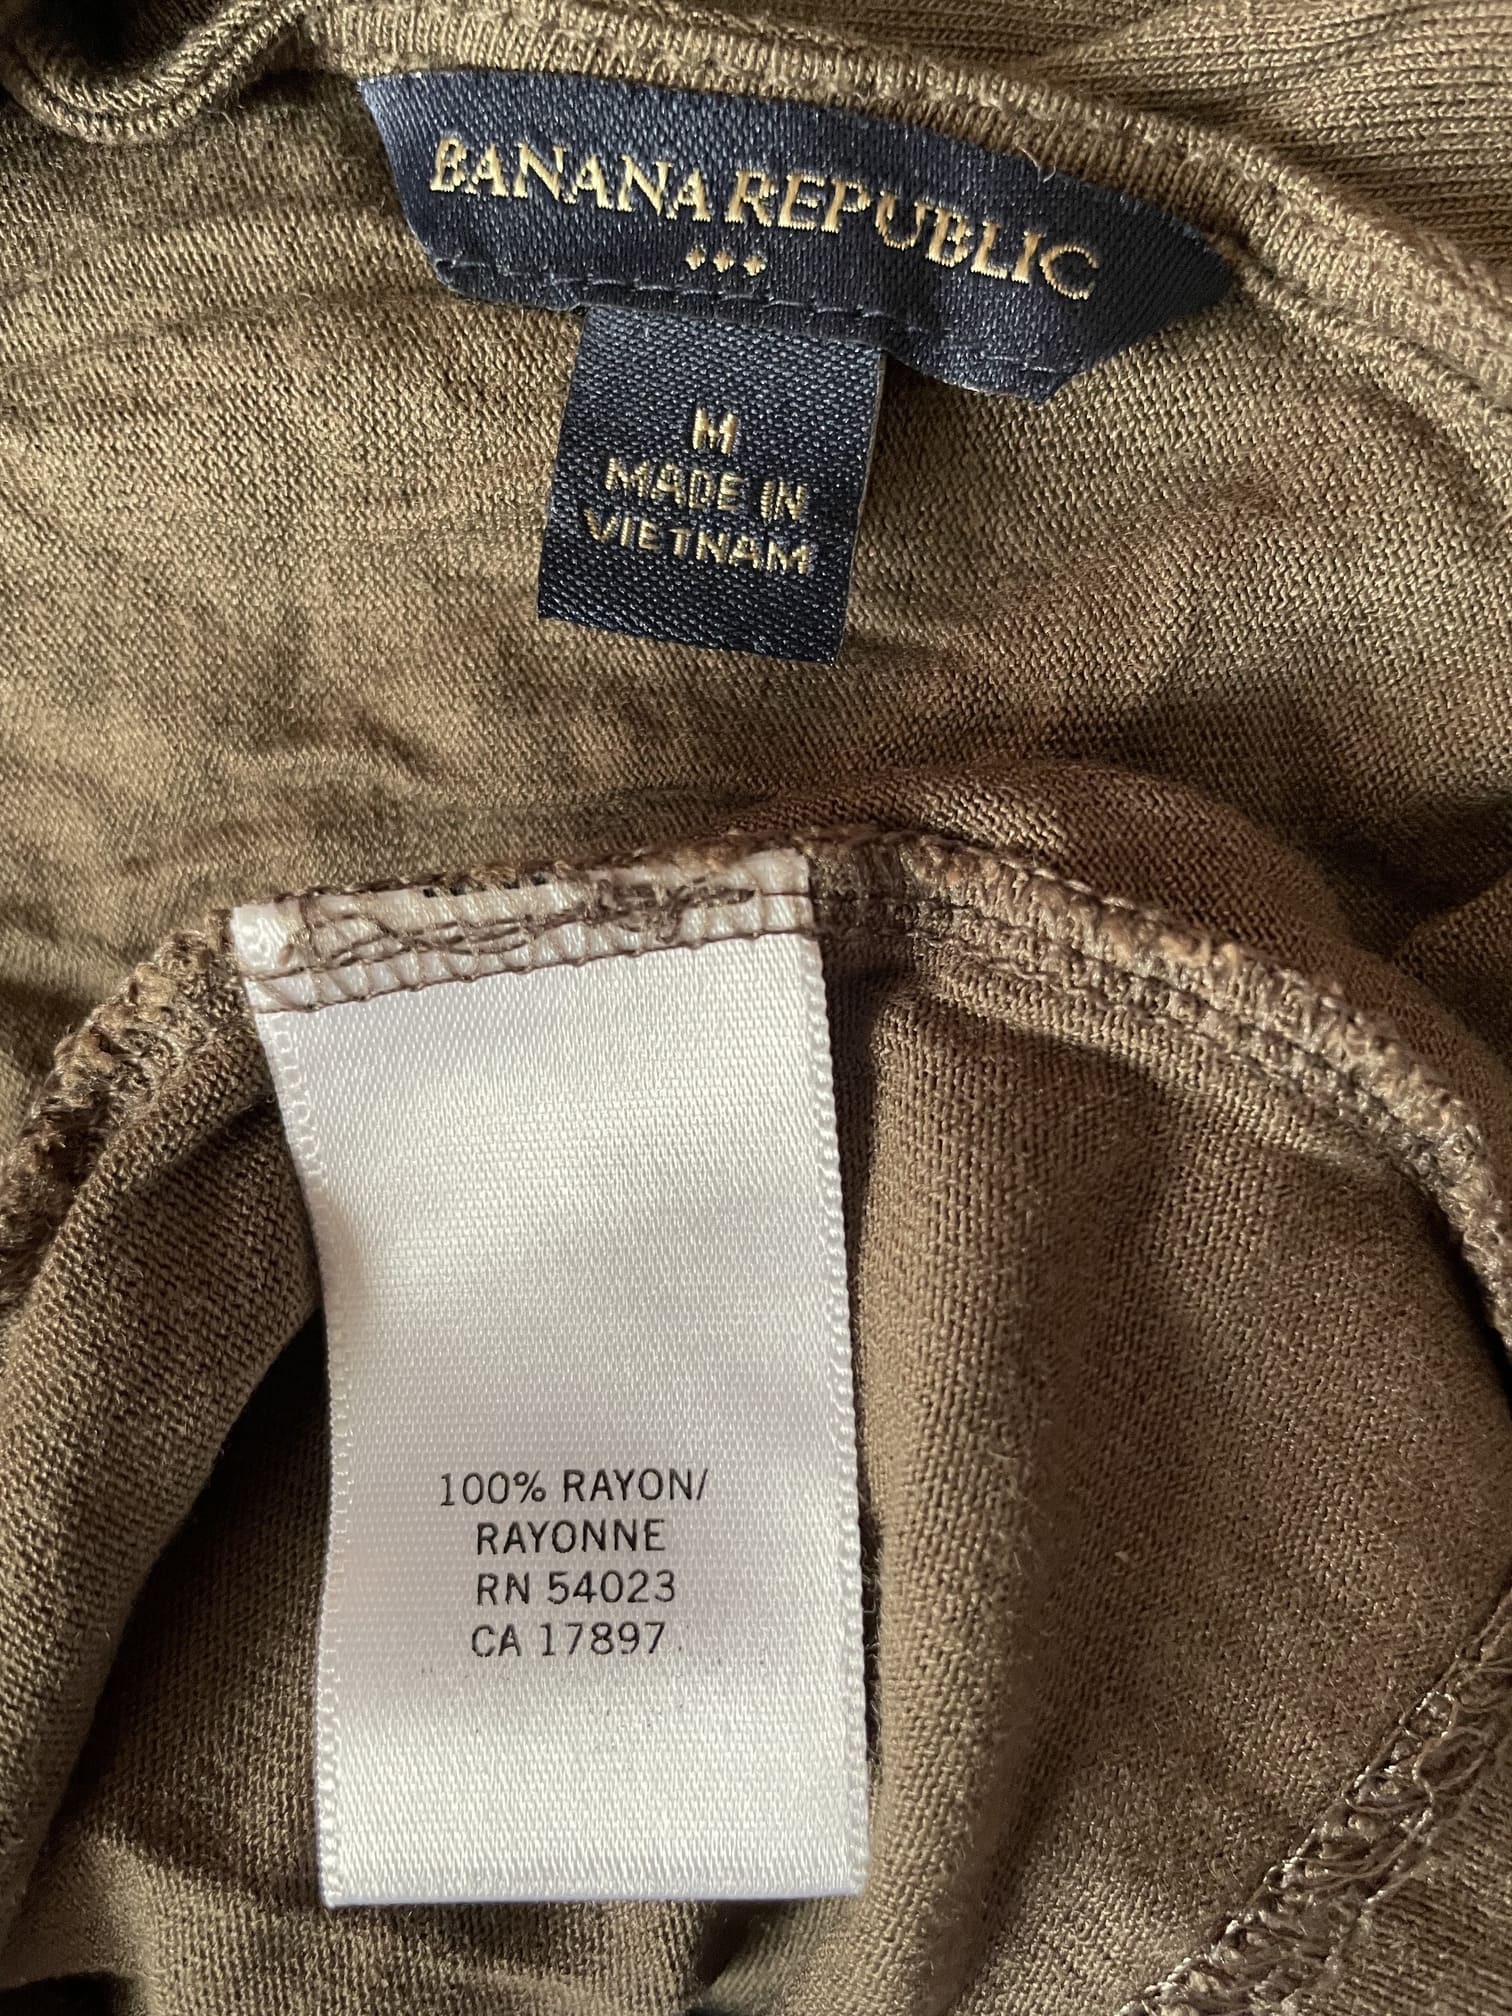 BANANA REPUBLIC
M
MADE IN
VIETNAM
100% RAYON/
RAYONNE
RN 54023
CA 17897